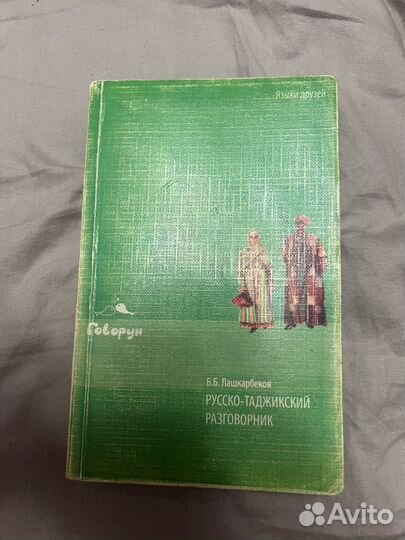 Языки друзей
Говорун
Б.Б. Лашкарбеков
РУССКО-ТАДЖИКСКИЙ
РАЗГОВОРНИК
Avito